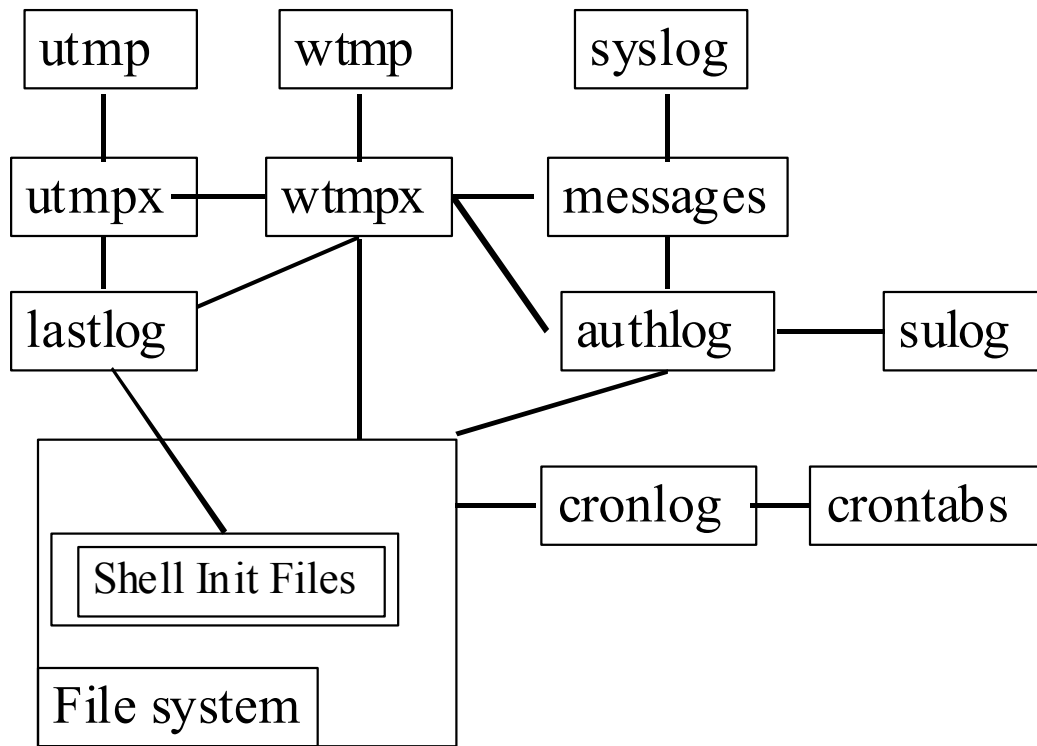 utmp
wtmp
syslog
utmpx
wtmpx
messages
lastlog
authlog
sulog
cronlog
crontabs
Shell Init Files
File system